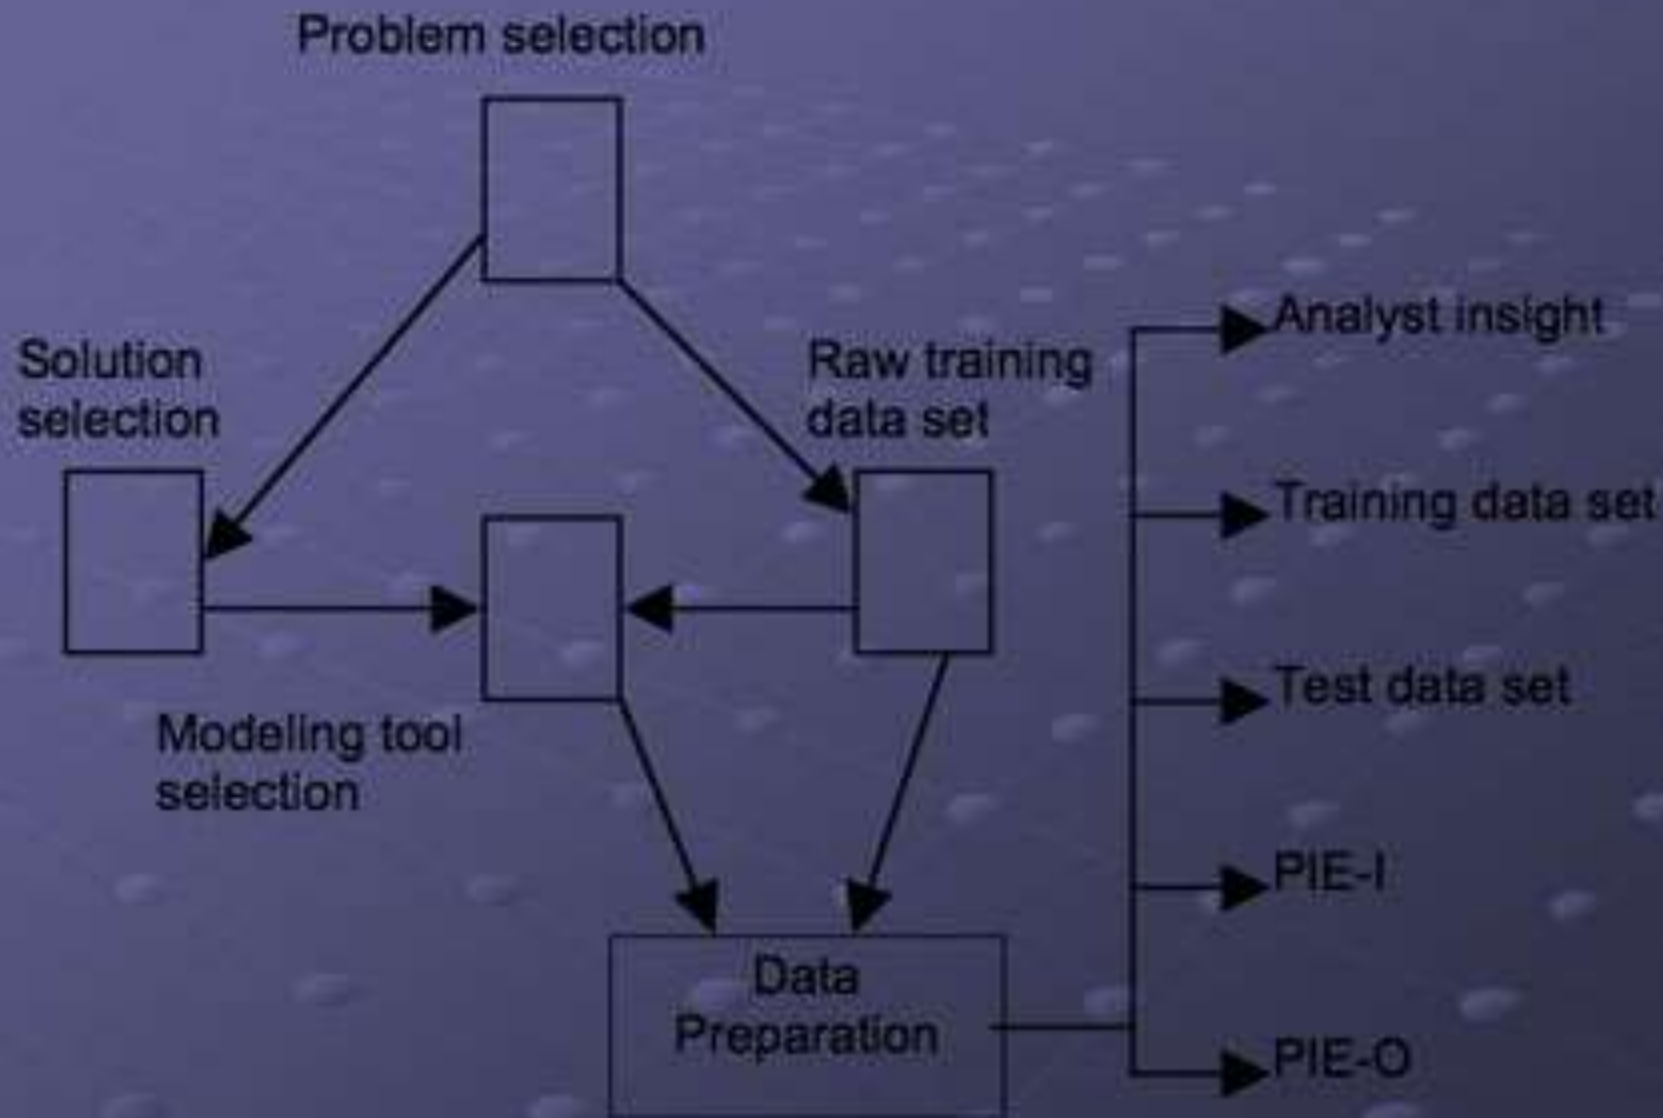 Problem selection
Solution
selection
Raw training
data set
Modeling tool
selection
Data
Preparation
Analyst insight
Training data set
Test data set
PIE-I
PIE-O